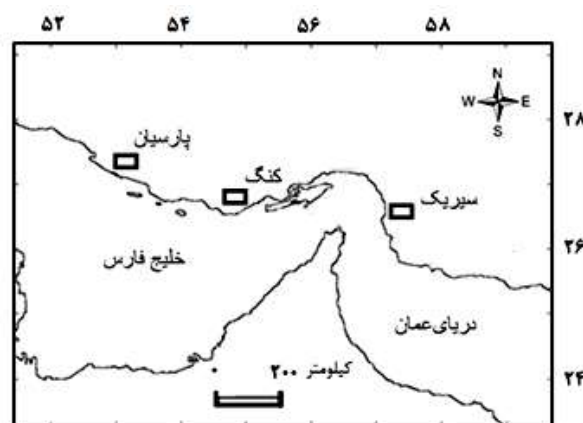 ۵۲ ۵۴ ۵۶ ۵۸
N
W E
S
۲۸
پارسیان
کنگ
سیریک
۲۶
خلیج فارس
دریای عمان
۲۰۰ کیلومتر
۲۴